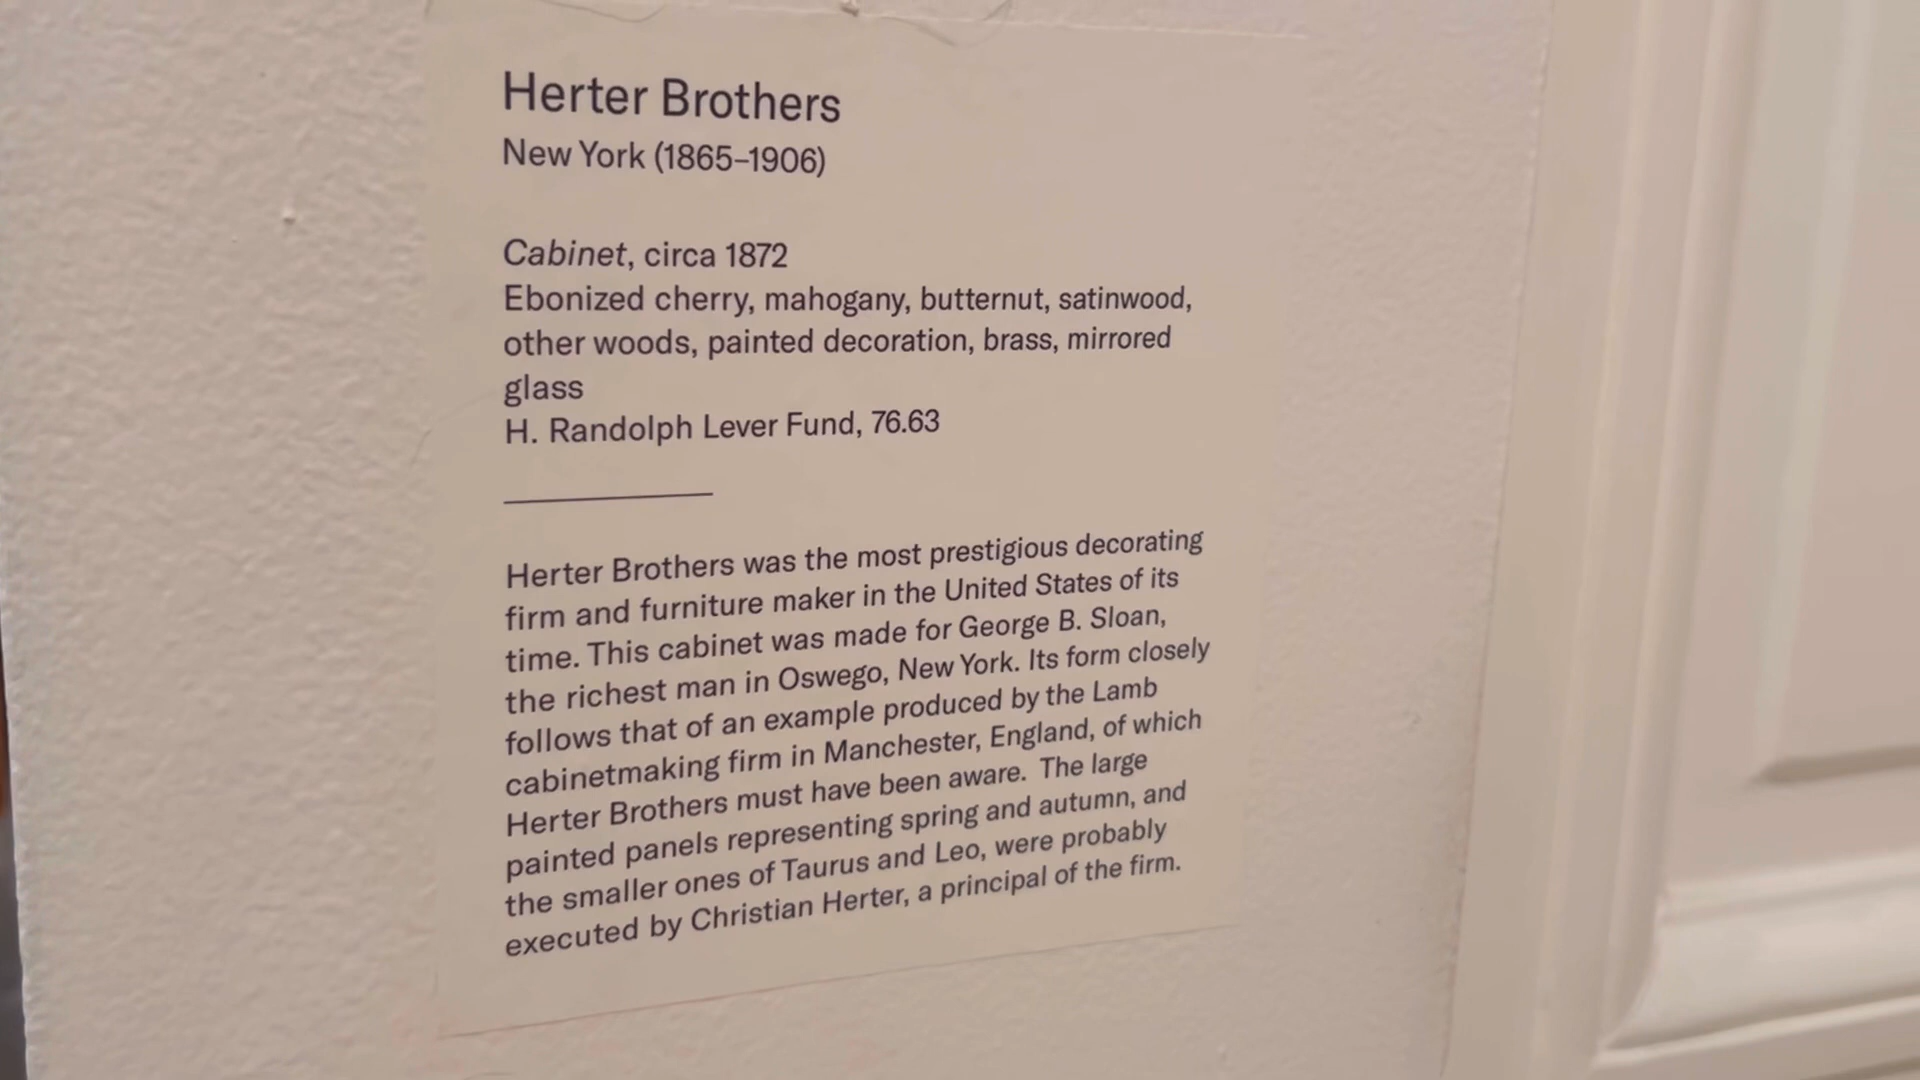 Herter Brothers
New York (1865–1906)
Cabinet, circa 1872
Ebonized cherry, mahogany, butternut, satinwood,
other woods, painted decoration, brass, mirrored
glass
H. Randolph Lever Fund, 76.63
Herter Brothers was the most prestigious decorating
firm and furniture maker in the United States of its
time. This cabinet was made for George B. Sloan,
the richest man in Oswego, New York. Its form closely
follows that of an example produced by the Lamb
cabinetmaking firm in Manchester, England, of which
Herter Brothers must have been aware. The large
painted panels representing spring and autumn, and
the smaller ones of Taurus and Leo, were probably
executed by Christian Herter, a principal of the firm.